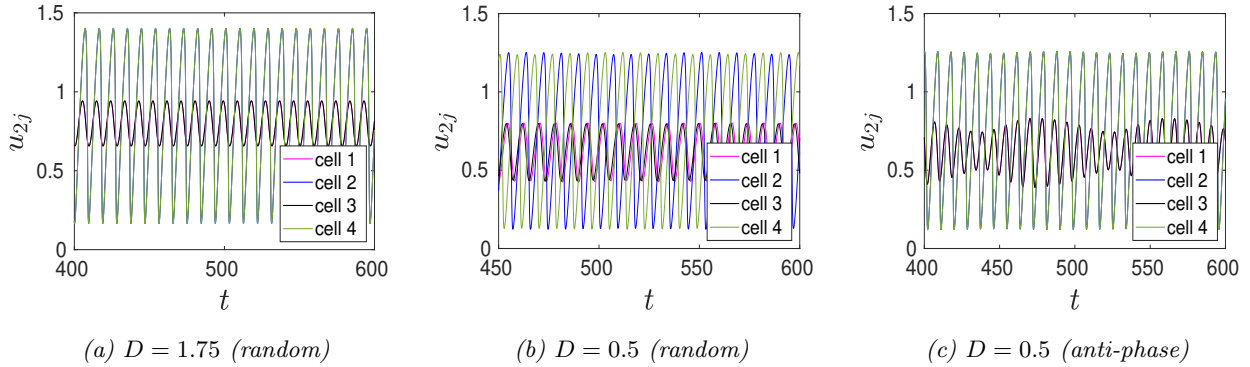 1.5
1
0.5
0
u2j
400
500
600
t
cell 1
cell 2
cell 3
cell 4
(a) D = 1.75 (random)
1.5
1
0.5
0
u2j
450
500
550
600
t
cell 1
cell 2
cell 3
cell 4
(b) D = 0.5 (random)
1.5
1
0.5
0
u2j
400
450
500
550
600
t
cell 1
cell 2
cell 3
cell 4
(c) D = 0.5 (anti-phase)